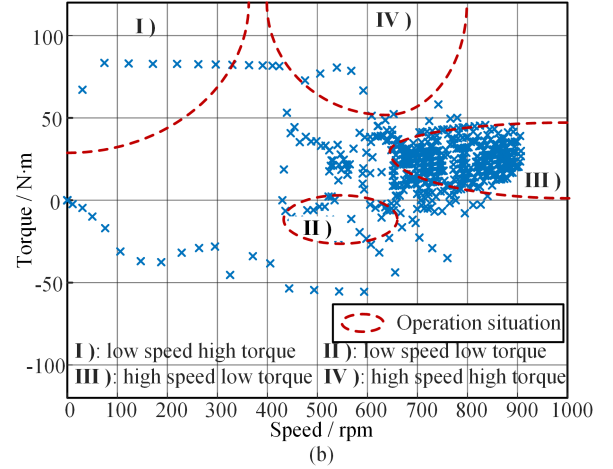 100
50
0
-50
-100
Torque / N·m
I )
IV )
III )
II )
Operation situation
I ): low speed high torque II ): low speed low torque
III ): high speed low torque IV ): high speed high torque
0 100 200 300 400 500 600 700 800 900 1000
Speed / rpm
(b)